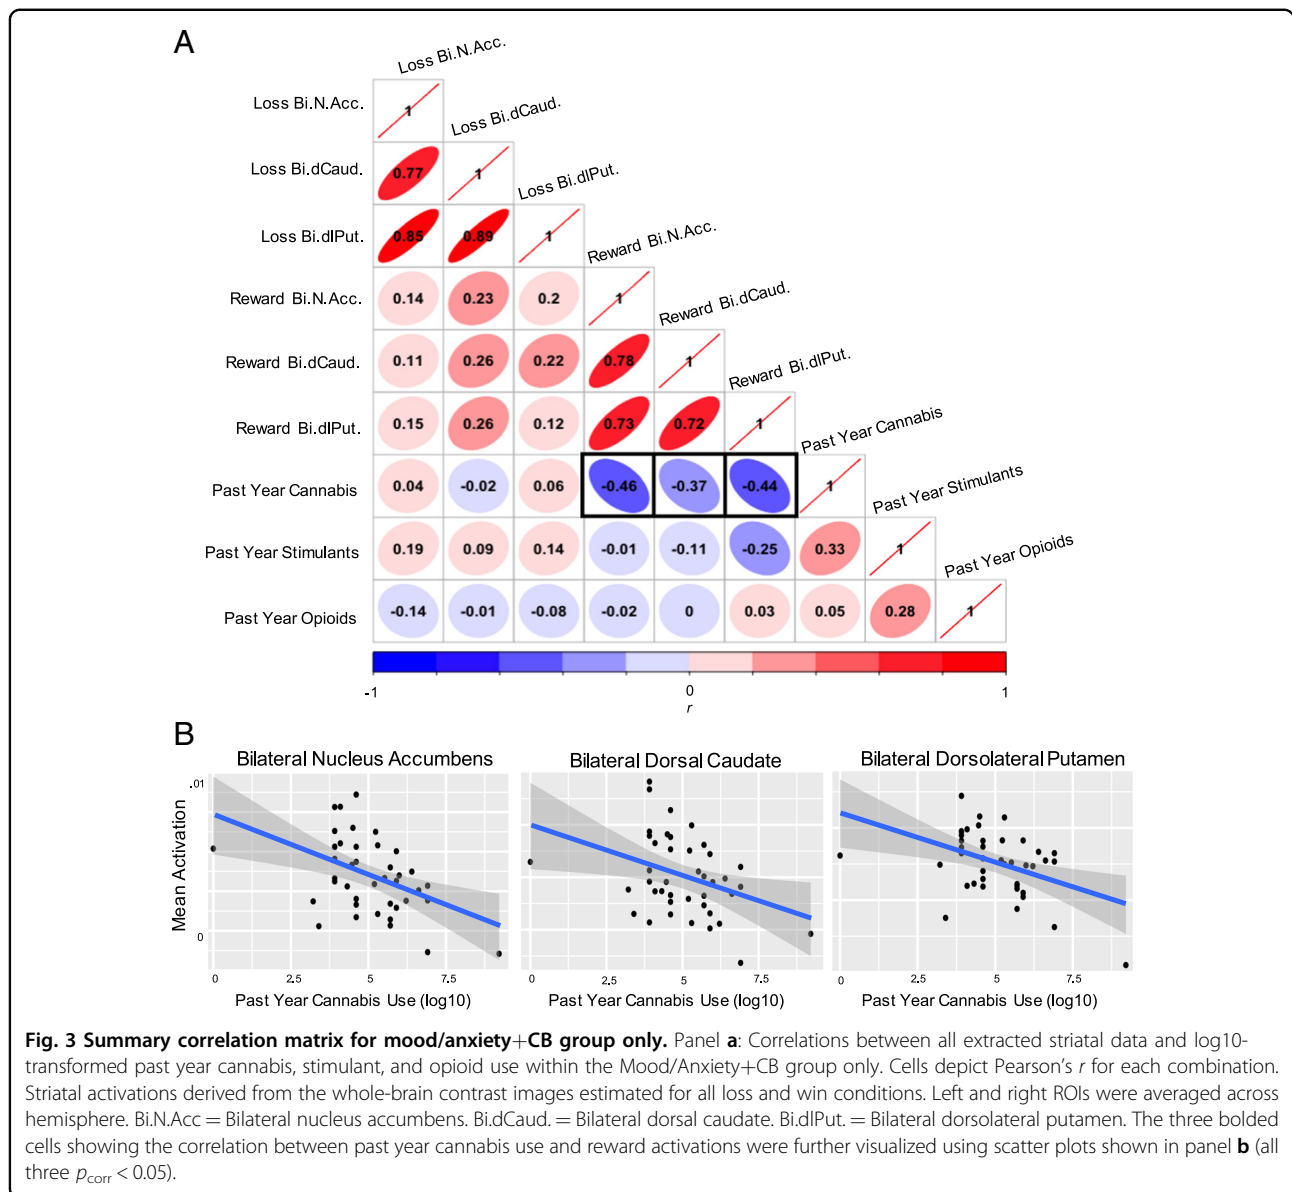 A
Loss Bi.N.Acc.
Loss Bi.N.Acc. 1 Loss Bi.dCaud.
Loss Bi.dCaud. 0.77 1 Loss Bi.dlPut.
Loss Bi.dlPut. 0.85 0.89 1 Reward Bi.N.Acc.
Reward Bi.N.Acc. 0.14 0.23 0.2 1 Reward Bi.dCaud.
Reward Bi.dCaud. 0.11 0.26 0.22 0.78 1 Reward Bi.dlPut.
Reward Bi.dlPut. 0.15 0.26 0.12 0.73 0.72 1 Past Year Cannabis
Past Year Cannabis 0.04 -0.02 0.06 -0.46 -0.37 -0.44 1 Past Year Stimulants
Past Year Stimulants 0.19 0.09 0.14 -0.01 -0.11 -0.25 0.33 1 Past Year Opioids
Past Year Opioids -0.14 -0.01 -0.08 -0.02 0 0.03 0.05 0.28 1
-1 0 1
r
B
Bilateral Nucleus Accumbens Bilateral Dorsal Caudate Bilateral Dorsolateral Putamen
.01
Mean Activation
0
0 2.5 5 7.5 0 2.5 5 7.5 0 2.5 5 7.5
Past Year Cannabis Use (log10) Past Year Cannabis Use (log10) Past Year Cannabis Use (log10)
Fig. 3 Summary correlation matrix for mood/anxiety+CB group only. Panel a: Correlations between all extracted striatal data and log10-
transformed past year cannabis, stimulant, and opioid use within the Mood/Anxiety+CB group only. Cells depict Pearson's r for each combination.
Striatal activations derived from the whole-brain contrast images estimated for all loss and win conditions. Left and right ROIs were averaged across
hemisphere. Bi.N.Acc = Bilateral nucleus accumbens. Bi.dCaud. = Bilateral dorsal caudate. Bi.dlPut. = Bilateral dorsolateral putamen. The three bolded
cells showing the correlation between past year cannabis use and reward activations were further visualized using scatter plots shown in panel b (all
three pcorr < 0.05).